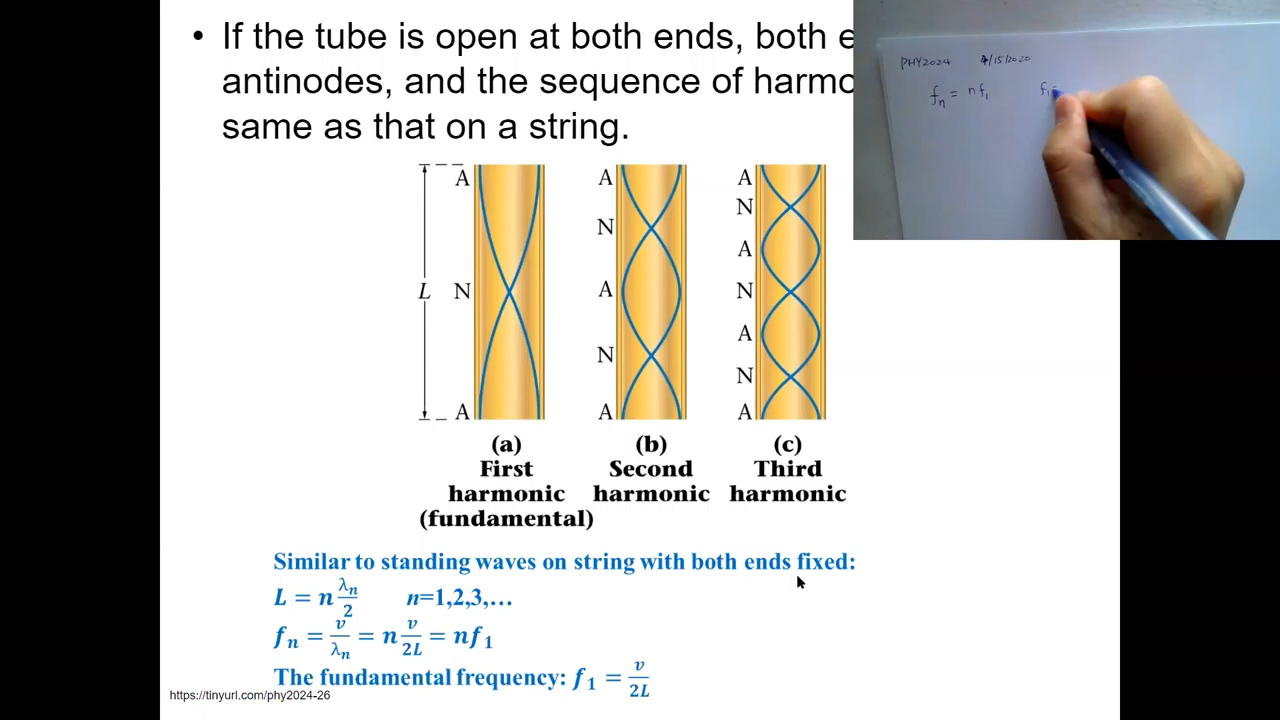 • If the tube is open at both ends, both e
antinodes, and the sequence of harmo
same as that on a string.
PHY2024 4/15/2020
fₙ = nf₁ f₁=
A A A
N N
A
L N A N
A
N N
A A A
(a) (b) (c)
First Second Third
harmonic harmonic harmonic
(fundamental)
Similar to standing waves on string with both ends fixed:
L = n λₙ/2 n=1,2,3,…
fₙ = v/λₙ = n v/2L = nf₁
The fundamental frequency: f₁ = v/2L
https://tinyurl.com/phy2024-26